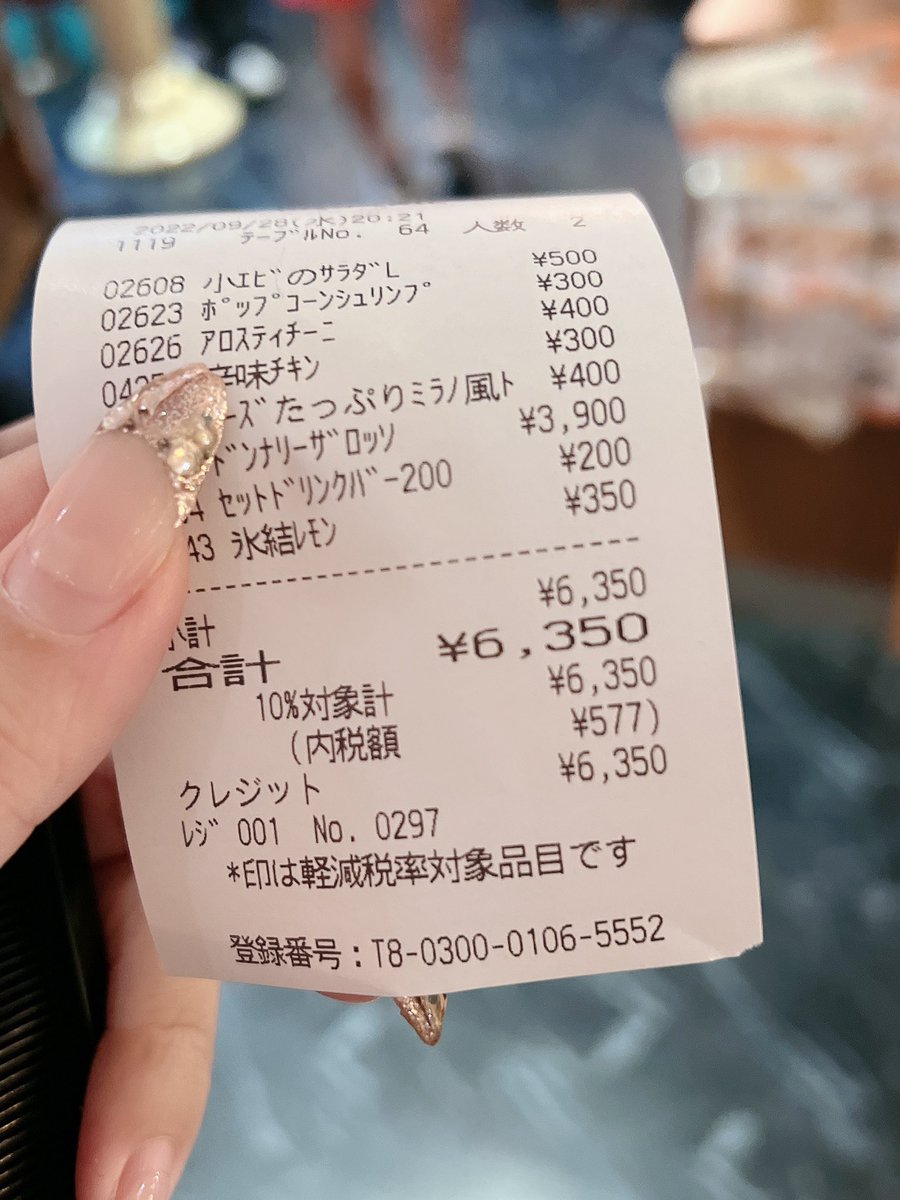 2022/09/28(水)20:21
1119 テーブルNo. 64 人数 2
02608 小エビのサラダL ¥500
02623 ポップコーンシュリンプ ¥300
02626 アロスティチーニ ¥400
辛味チキン ¥300
ーズたっぷりミラノ風ト ¥400
ドンナリーザロッソ ¥3,900
4 セットドリンクバー200 ¥200
43 氷結レモン ¥350
小計 ¥6,350
合計 ¥6,350
10%対象計 ¥6,350
(内税額 ¥577)
クレジット ¥6,350
レジ 001 No. 0297
*印は軽減税率対象品目です
登録番号:T8-0300-0106-5552